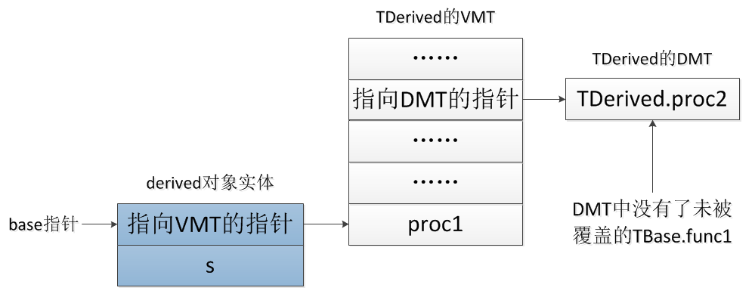 TDerived的VMT
……
指向DMT的指针
……
……
proc1
TDerived的DMT
TDerived.proc2
DMT中没有了未被
覆盖的TBase.func1
derived对象实体
base指针
指向VMT的指针
s